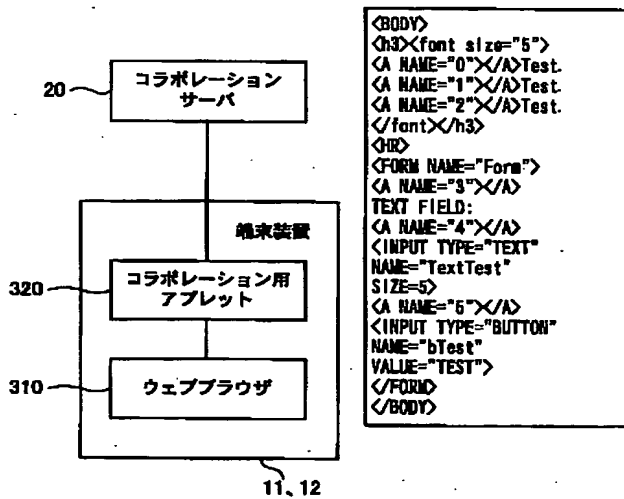 コラボレーション
サーバ
20
端末装置
320
コラボレーション用
アプレット
310
ウェブブラウザ
11、12
<BODY>
<h3><font size="5">
<A NAME="0"></A>Test.
<A NAME="1"></A>Test.
<A NAME="2"></A>Test.
</font></h3>
<HR>
<FORM NAME="Form">
<A NAME="3"></A>
TEXT FIELD:
<A NAME="4"></A>
<INPUT TYPE="TEXT"
NAME="TextTest"
SIZE=5>
<A NAME="5"></A>
<INPUT TYPE="BUTTON"
NAME="bTest"
VALUE="TEST">
</FORM>
</BODY>